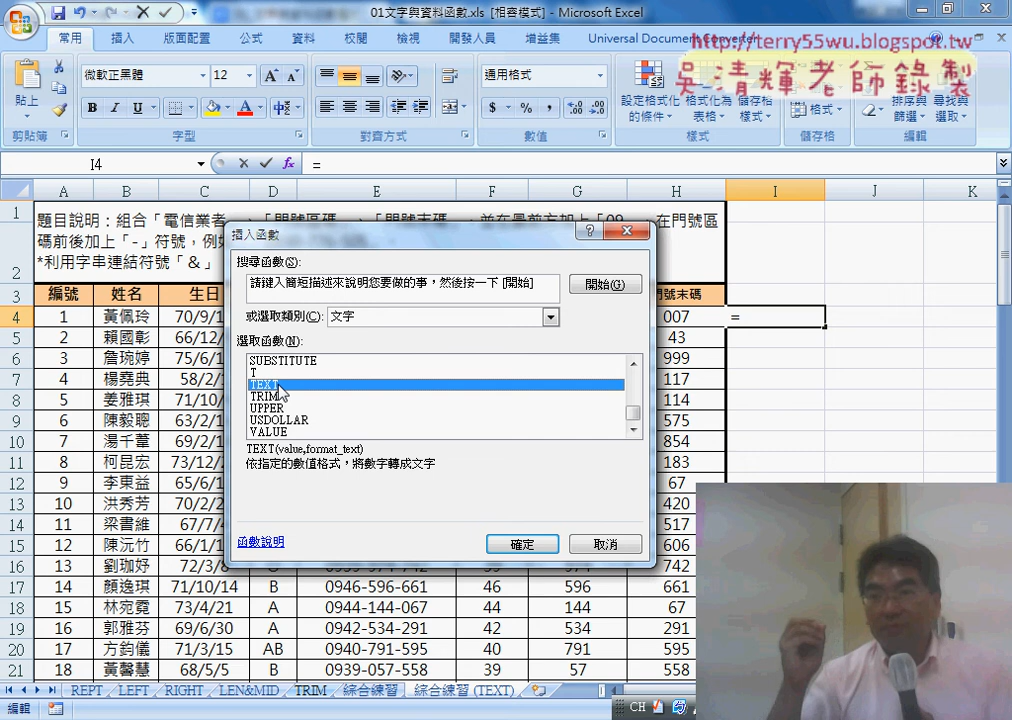 01文字與資料函數.xls [相容模式] - Microsoft Excel
常用 插入 版面配置 公式 資料 校閱 檢視 開發人員 增益集 Universal Document Converter
http://terry55wu.blogspot.tw
吳清輝老師錄製
微軟正黑體 12 通用格式
貼上 設定格式化的條件 格式化為表格 儲存格樣式 格式 排序與篩選 尋找與選取
剪貼簿 字型 對齊方式 數值 樣式 儲存格 編輯
I4 =
A B C D E F G H I J K
題目說明：組合「電信業者
碼前後加上「-」符號，例
*利用字串連結符號「&」
在門號區
編號 姓名 生日 門號末碼
1 黃佩玲 70/9/1 007 =
2 賴國彰 66/12/ 43
3 詹琬婷 75/6/1 999
4 楊堯典 58/2/1 117
5 姜雅琪 71/10/ 114
6 陳毅聰 63/2/1 575
7 湯千葦 69/2/1 854
8 柯昆宏 73/12/2 183
9 李東益 65/6/1 67
10 洪秀芳 70/2/2 420
11 梁書維 67/7/4 517
12 陳沅竹 66/1/1 606
13 劉珈妤 72/3/8 742
14 顏逸琪 71/10/14 B 0946-596-661 46 596 661
15 林宛霓 73/4/21 A 0944-144-067 44 144 67
16 郭雅芬 69/6/30 A 0942-534-291 42 534 291
17 方鈞儀 71/3/15 AB 0940-791-595 40 791 595
18 黃馨慧 68/5/5 B 0939-057-558 39 57 558
插入函數
搜尋函數(S):
請鍵入簡短描述來說明您要做的事，然後按一下 [開始]
開始(G)
或選取類別(C): 文字
選取函數(N):
SUBSTITUTE
T
TEXT
TRIM
UPPER
USDOLLAR
VALUE
TEXT(value,format_text)
依指定的數值格式，將數字轉成文字
函數說明 確定 取消
REPT LEFT RIGHT LEN&MID TRIM 綜合練習 綜合練習 (TEXT)
編輯 CH